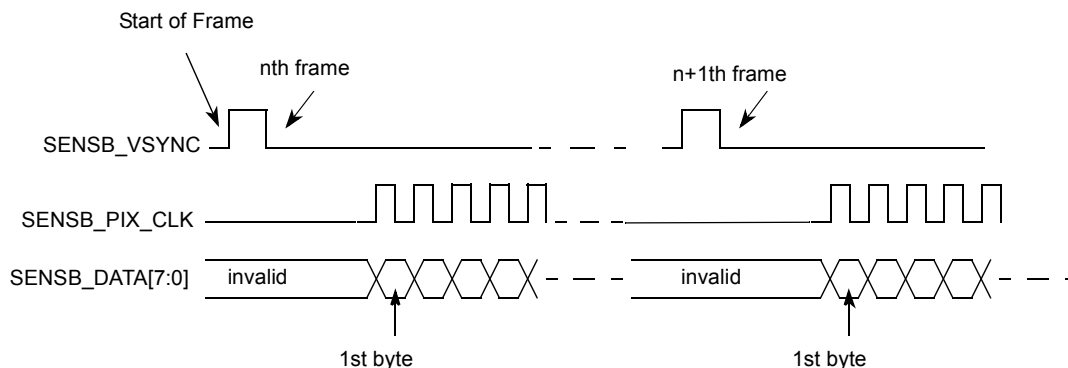 Start of Frame
nth frame
n+1th frame
SENSB_VSYNC
SENSB_PIX_CLK
SENSB_DATA[7:0]
invalid
invalid
1st byte
1st byte